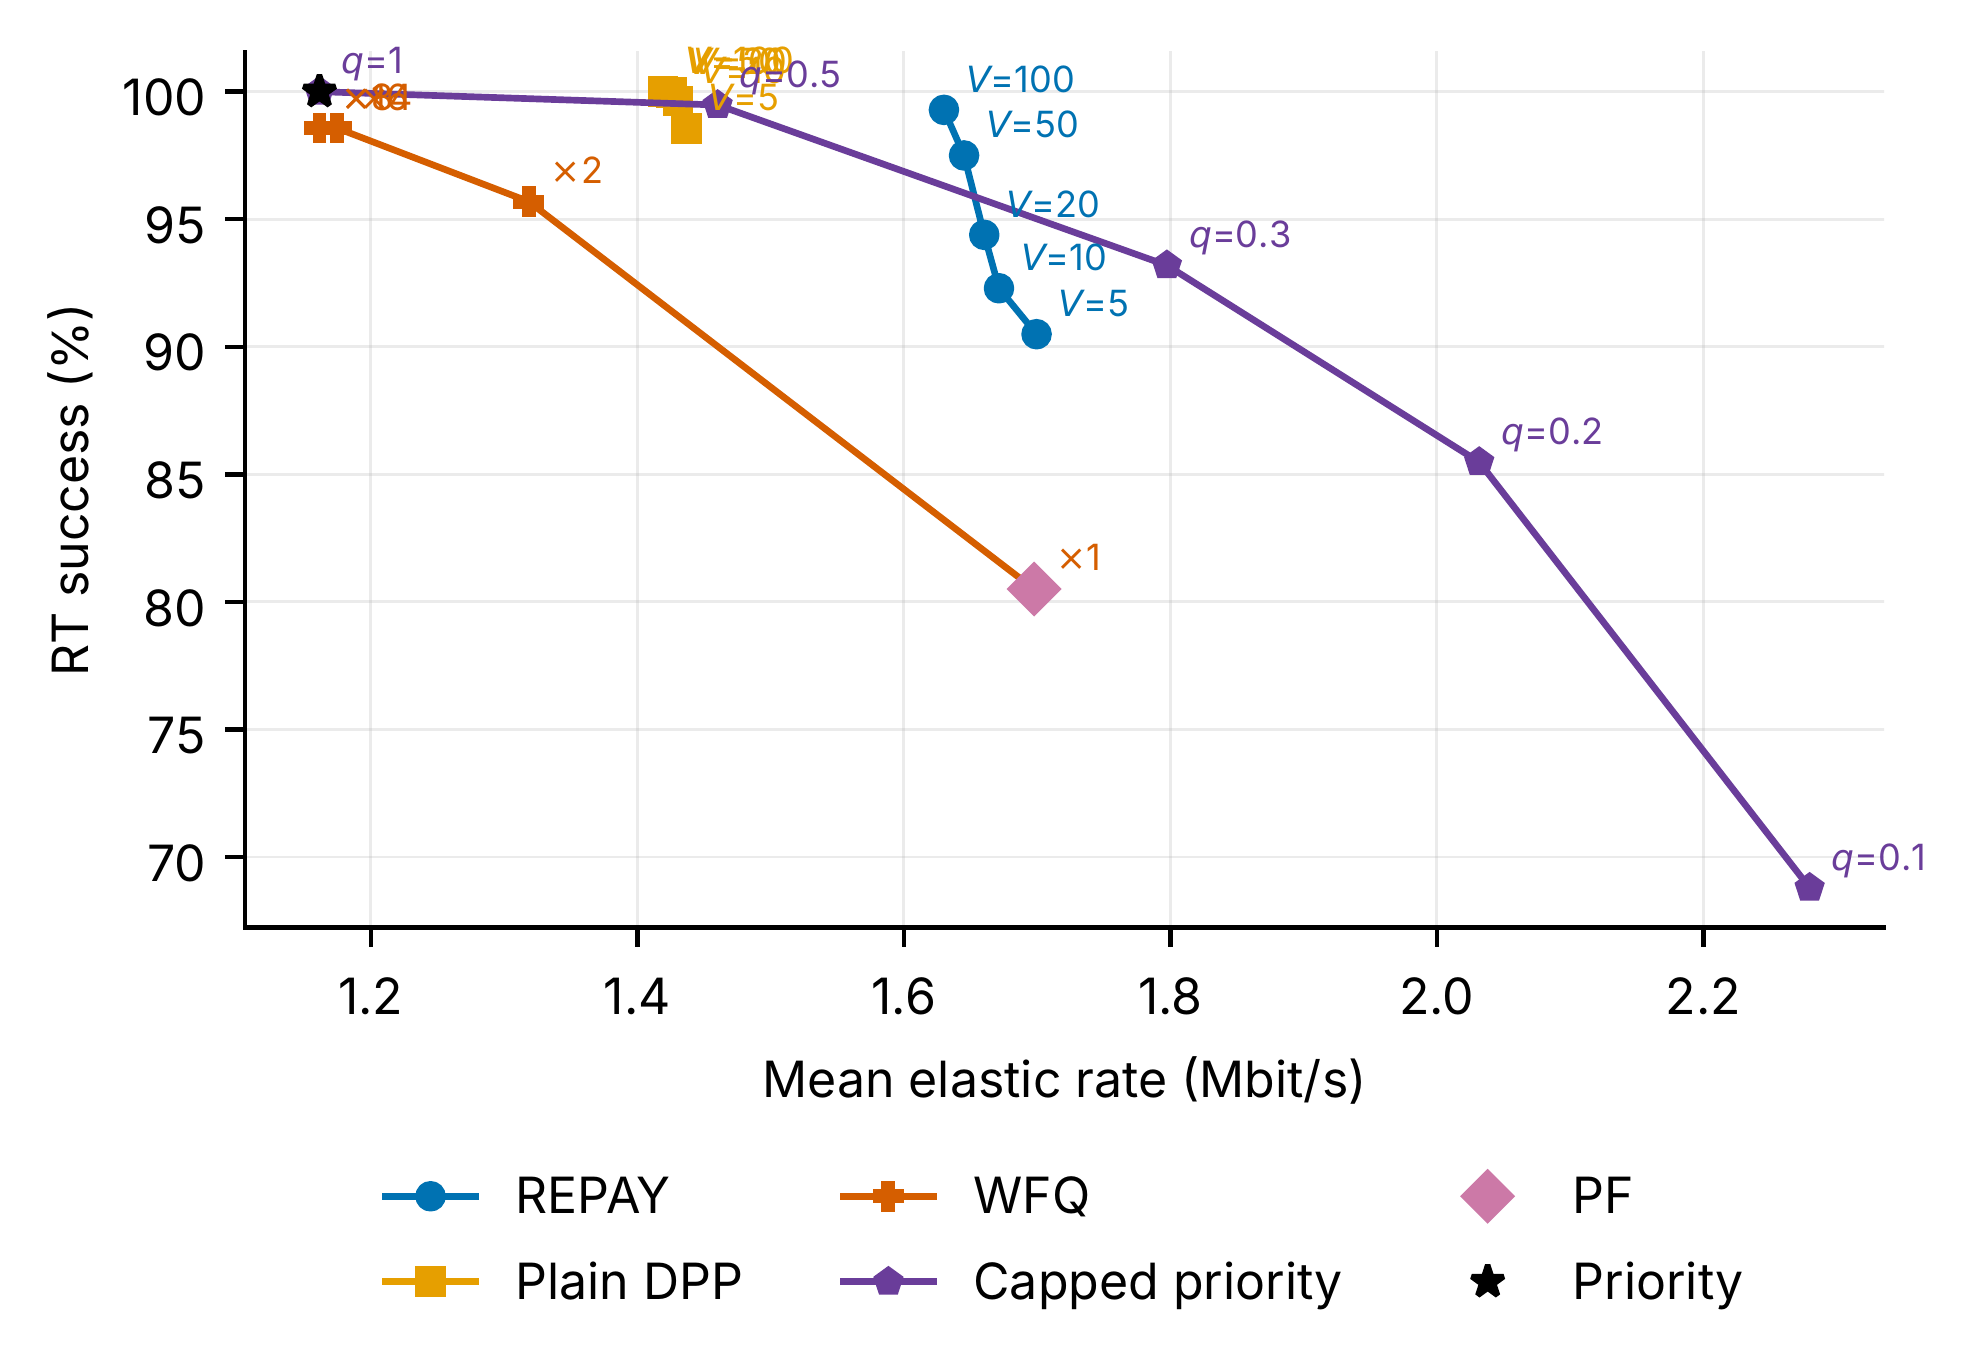 q=1
q=0.5
V=5
V=100
V=50
×2
V=20
q=0.3
V=10
V=5
q=0.2
×1
q=0.1
100
95
90
85
80
75
70
RT success (%)
1.2 1.4 1.6 1.8 2.0 2.2
Mean elastic rate (Mbit/s)
REPAY WFQ PF
Plain DPP Capped priority Priority